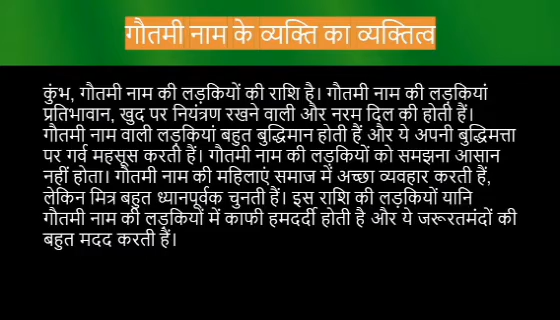 गौतमी नाम के व्यक्ति का व्यक्तित्व
कुंभ, गौतमी नाम की लड़कियों की राशि है। गौतमी नाम की लड़कियां
प्रतिभावान, खुद पर नियंत्रण रखने वाली और नरम दिल की होती हैं।
गौतमी नाम वाली लड़कियां बहुत बुद्धिमान होती हैं और ये अपनी बुद्धिमत्ता
पर गर्व महसूस करती हैं। गौतमी नाम की लड़कियों को समझना आसान
नहीं होता। गौतमी नाम की महिलाएं समाज में अच्छा व्यवहार करती हैं,
लेकिन मित्र बहुत ध्यानपूर्वक चुनती हैं। इस राशि की लड़कियों यानि
गौतमी नाम की लड़कियों में काफी हमदर्दी होती है और ये जरूरतमंदों की
बहुत मदद करती हैं।